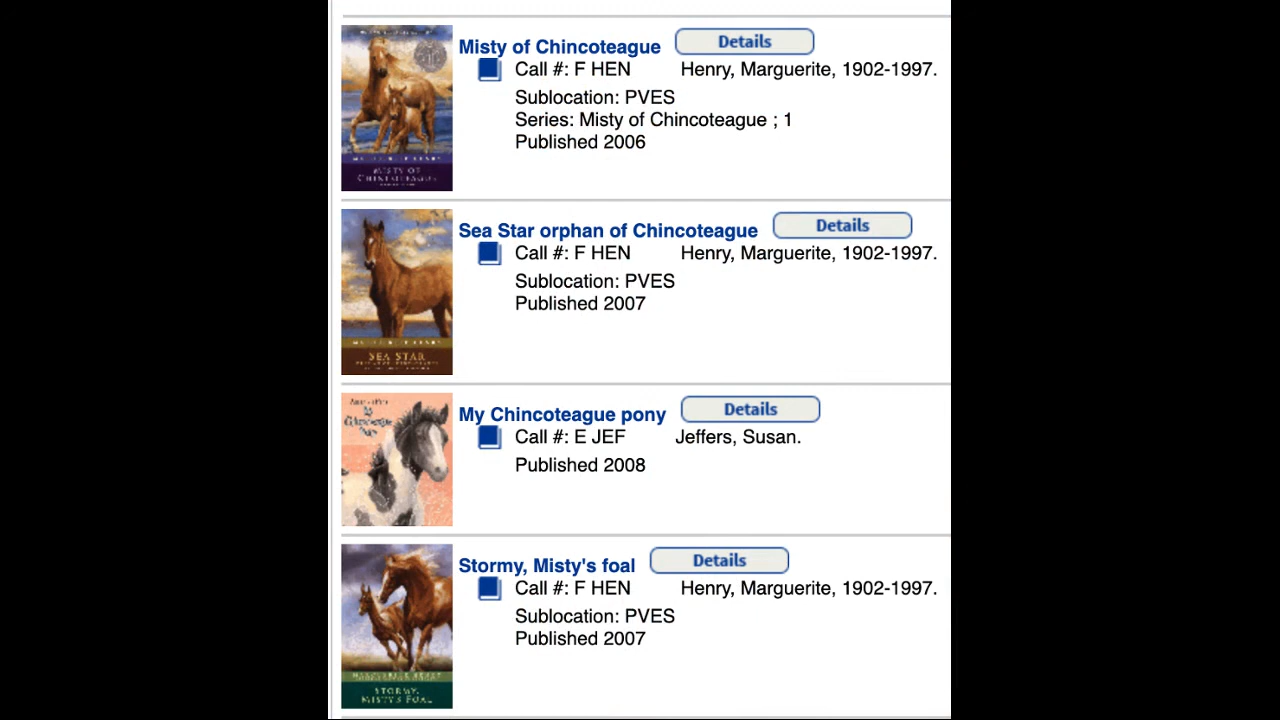 Misty of Chincoteague Details
Call #: F HEN Henry, Marguerite, 1902-1997.
Sublocation: PVES
Series: Misty of Chincoteague ; 1
Published 2006
MISTY OF
CHINCOTEAGUE
Sea Star orphan of Chincoteague Details
Call #: F HEN Henry, Marguerite, 1902-1997.
Sublocation: PVES
Published 2007
SEA STAR
My Chincoteague pony Details
Call #: E JEF Jeffers, Susan.
Published 2008
Stormy, Misty's foal Details
Call #: F HEN Henry, Marguerite, 1902-1997.
Sublocation: PVES
Published 2007
STORMY,
MISTY'S FOAL